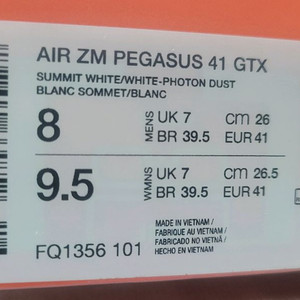 AIR ZM PEGASUS 41 GTX
SUMMIT WHITE/WHITE-PHOTON DUST
BLANC SOMMET/BLANC
8 MENS UK 7 cm 26
BR 39.5 EUR 41
9.5 WMNS UK 7 cm 26.5
BR 39.5 EUR 41
MADE IN VIETNAM /
FABRIQUÉ AU VIETNAM /
FABRICADO NO VIETNÃ /
HECHO EN VIETNAM
FQ1356 101